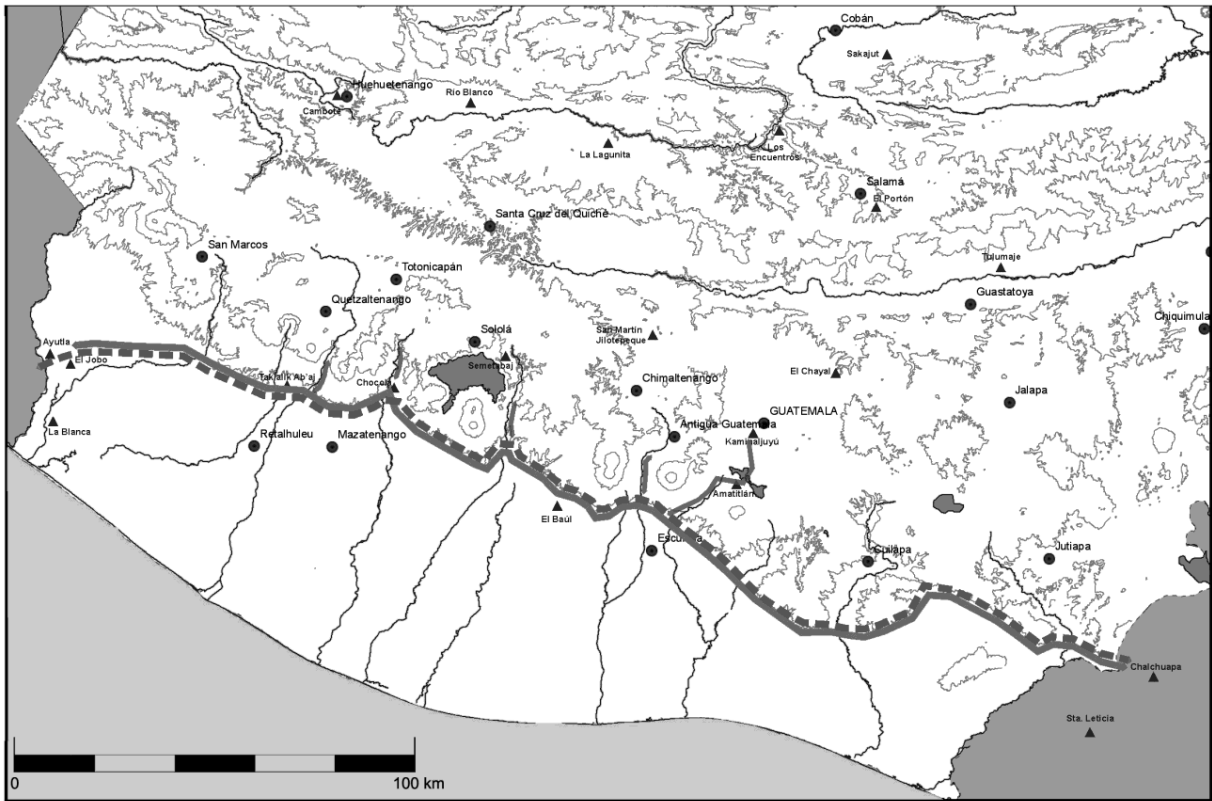 Cobán
Sakajut
Huehuetenango
Cambote
Río Blanco
La Lagunita
Los
Encuentros
Salamá
El Portón
Santa Cruz del Quiché
San Marcos
Totonicapán
Tulumaje
Quetzaltenango
Guastatoya
Chiquimula
Sololá
San Martín
Jilotepeque
Ayutla
El Jobo
Semetabaj
Tak'alik Ab'aj
Chocolá
Chimaltenango
El Chayal
Jalapa
La Blanca
Retalhuleu
Mazatenango
Antigua Guatemala
GUATEMALA
Kaminaljuyú
Amatitlán
El Baúl
Cuilapa
Jutiapa
Chalchuapa
Sta. Leticia
0
100 km